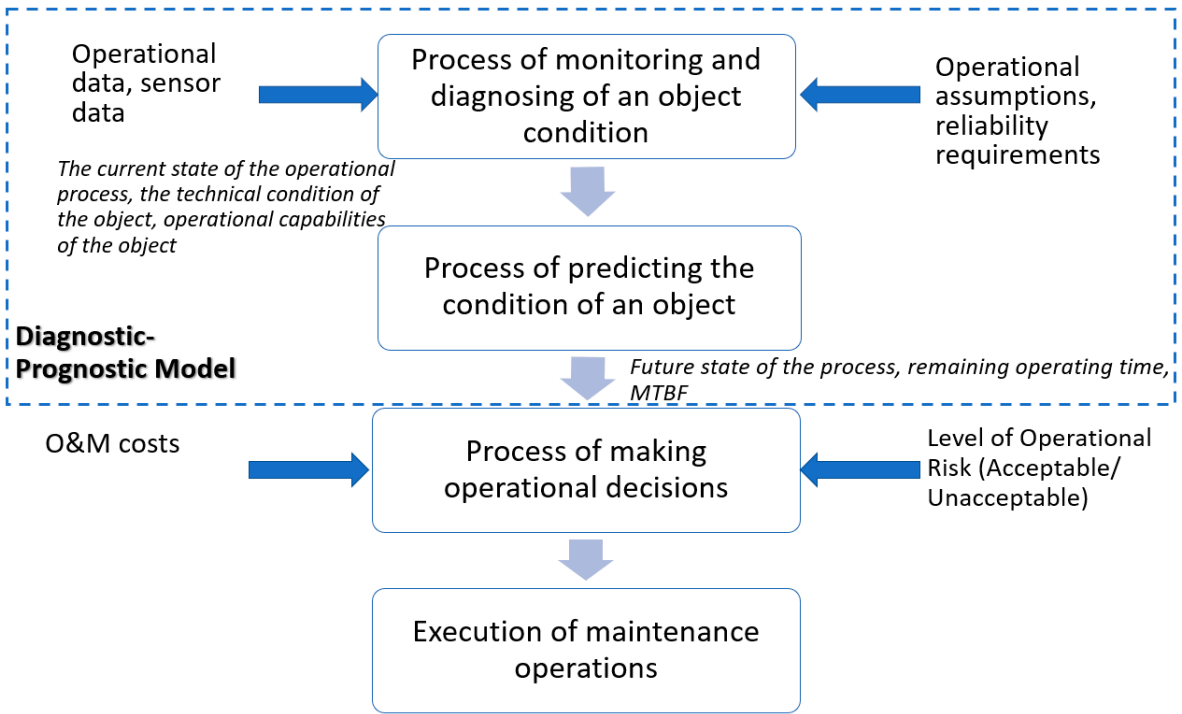 Operational
data, sensor
data
Process of monitoring and
diagnosing of an object
condition
Operational
assumptions,
reliability
requirements
The current state of the operational
process, the technical condition of
the object, operational capabilities
of the object
Process of predicting the
condition of an object
Diagnostic-
Prognostic Model
Future state of the process, remaining operating time,
MTBF
O&M costs
Process of making
operational decisions
Level of Operational
Risk (Acceptable/
Unacceptable)
Execution of maintenance
operations